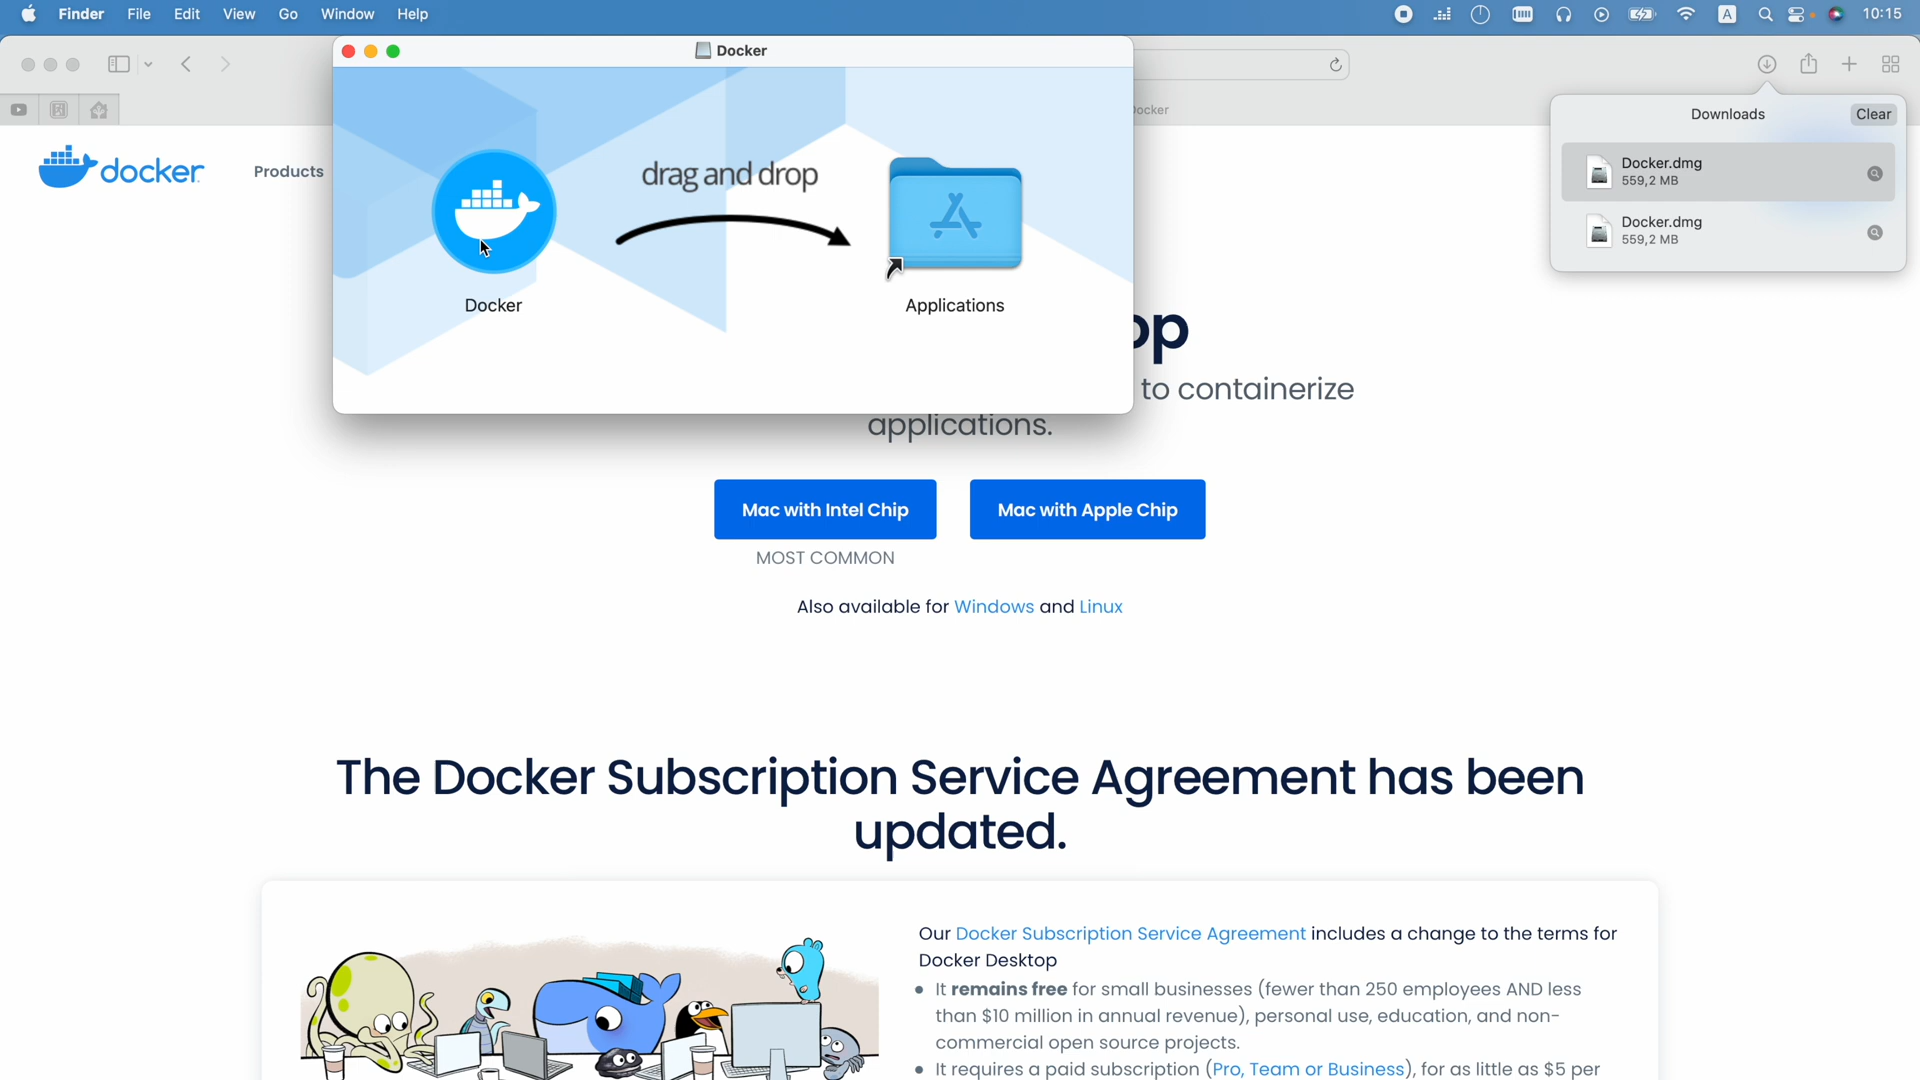 Finder File Edit View Go Window Help
A
10:15
Docker
Docker
Downloads
Clear
Docker.dmg
559,2 MB
Docker.dmg
559,2 MB
docker
Products
drag and drop
Docker
Applications
op
to containerize
applications.
Mac with Intel Chip
Mac with Apple Chip
MOST COMMON
Also available for Windows and Linux
The Docker Subscription Service Agreement has been
updated.
Our Docker Subscription Service Agreement includes a change to the terms for
Docker Desktop
• It remains free for small businesses (fewer than 250 employees AND less
than $10 million in annual revenue), personal use, education, and non-
commercial open source projects.
• It requires a paid subscription (Pro, Team or Business), for as little as $5 per